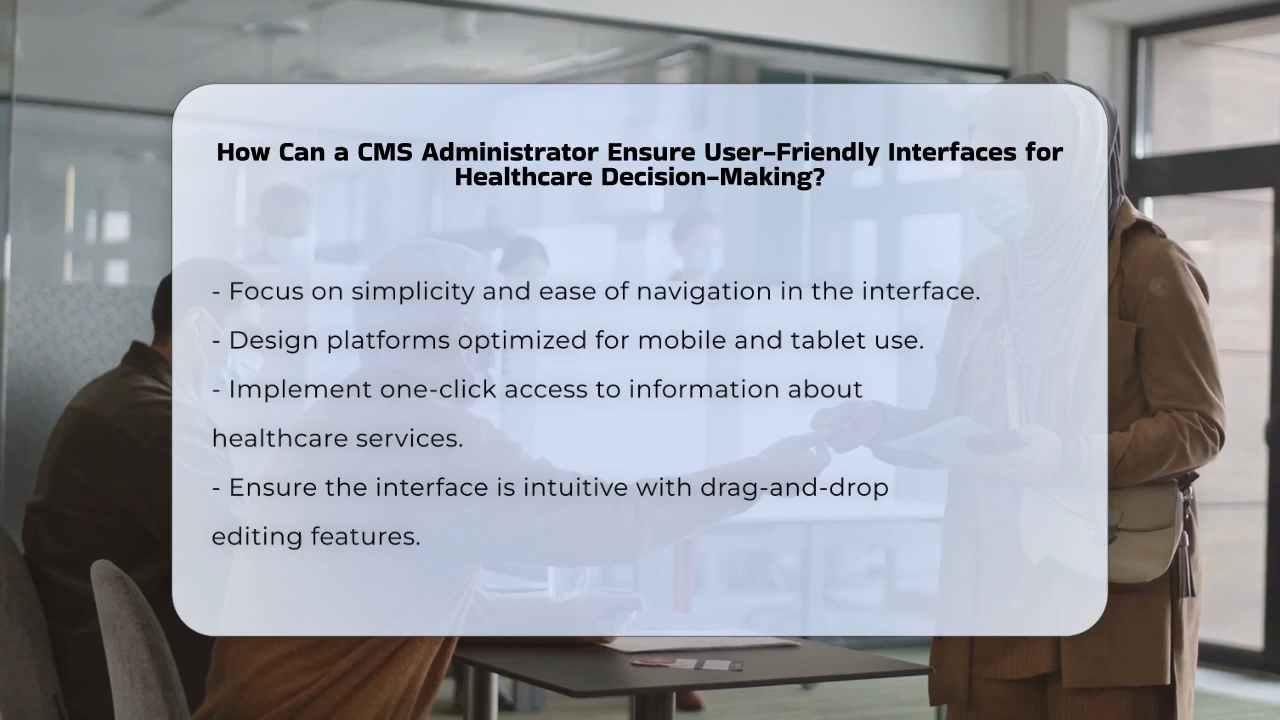 How Can a CMS Administrator Ensure User-Friendly Interfaces for
Healthcare Decision-Making?
- Focus on simplicity and ease of navigation in the interface.
- Design platforms optimized for mobile and tablet use.
- Implement one-click access to information about
healthcare services.
- Ensure the interface is intuitive with drag-and-drop
editing features.